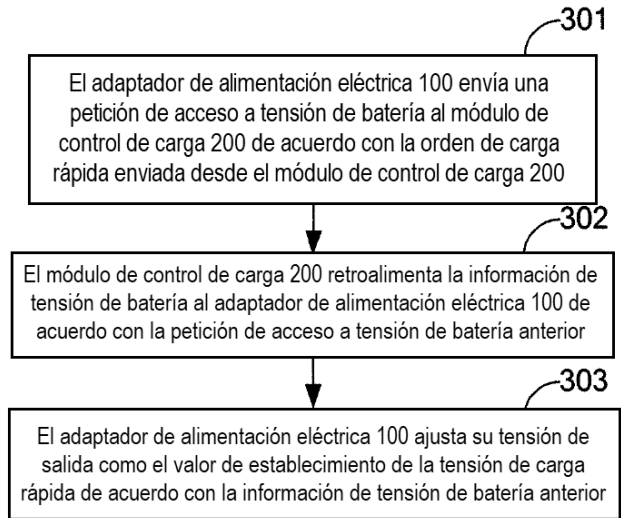 301
El adaptador de alimentación eléctrica 100 envía una
petición de acceso a tensión de batería al módulo de
control de carga 200 de acuerdo con la orden de carga
rápida enviada desde el módulo de control de carga 200
302
El módulo de control de carga 200 retroalimenta la información de
tensión de batería al adaptador de alimentación eléctrica 100 de
acuerdo con la petición de acceso a tensión de batería anterior
303
El adaptador de alimentación eléctrica 100 ajusta su tensión de
salida como el valor de establecimiento de la tensión de carga
rápida de acuerdo con la información de tensión de batería anterior